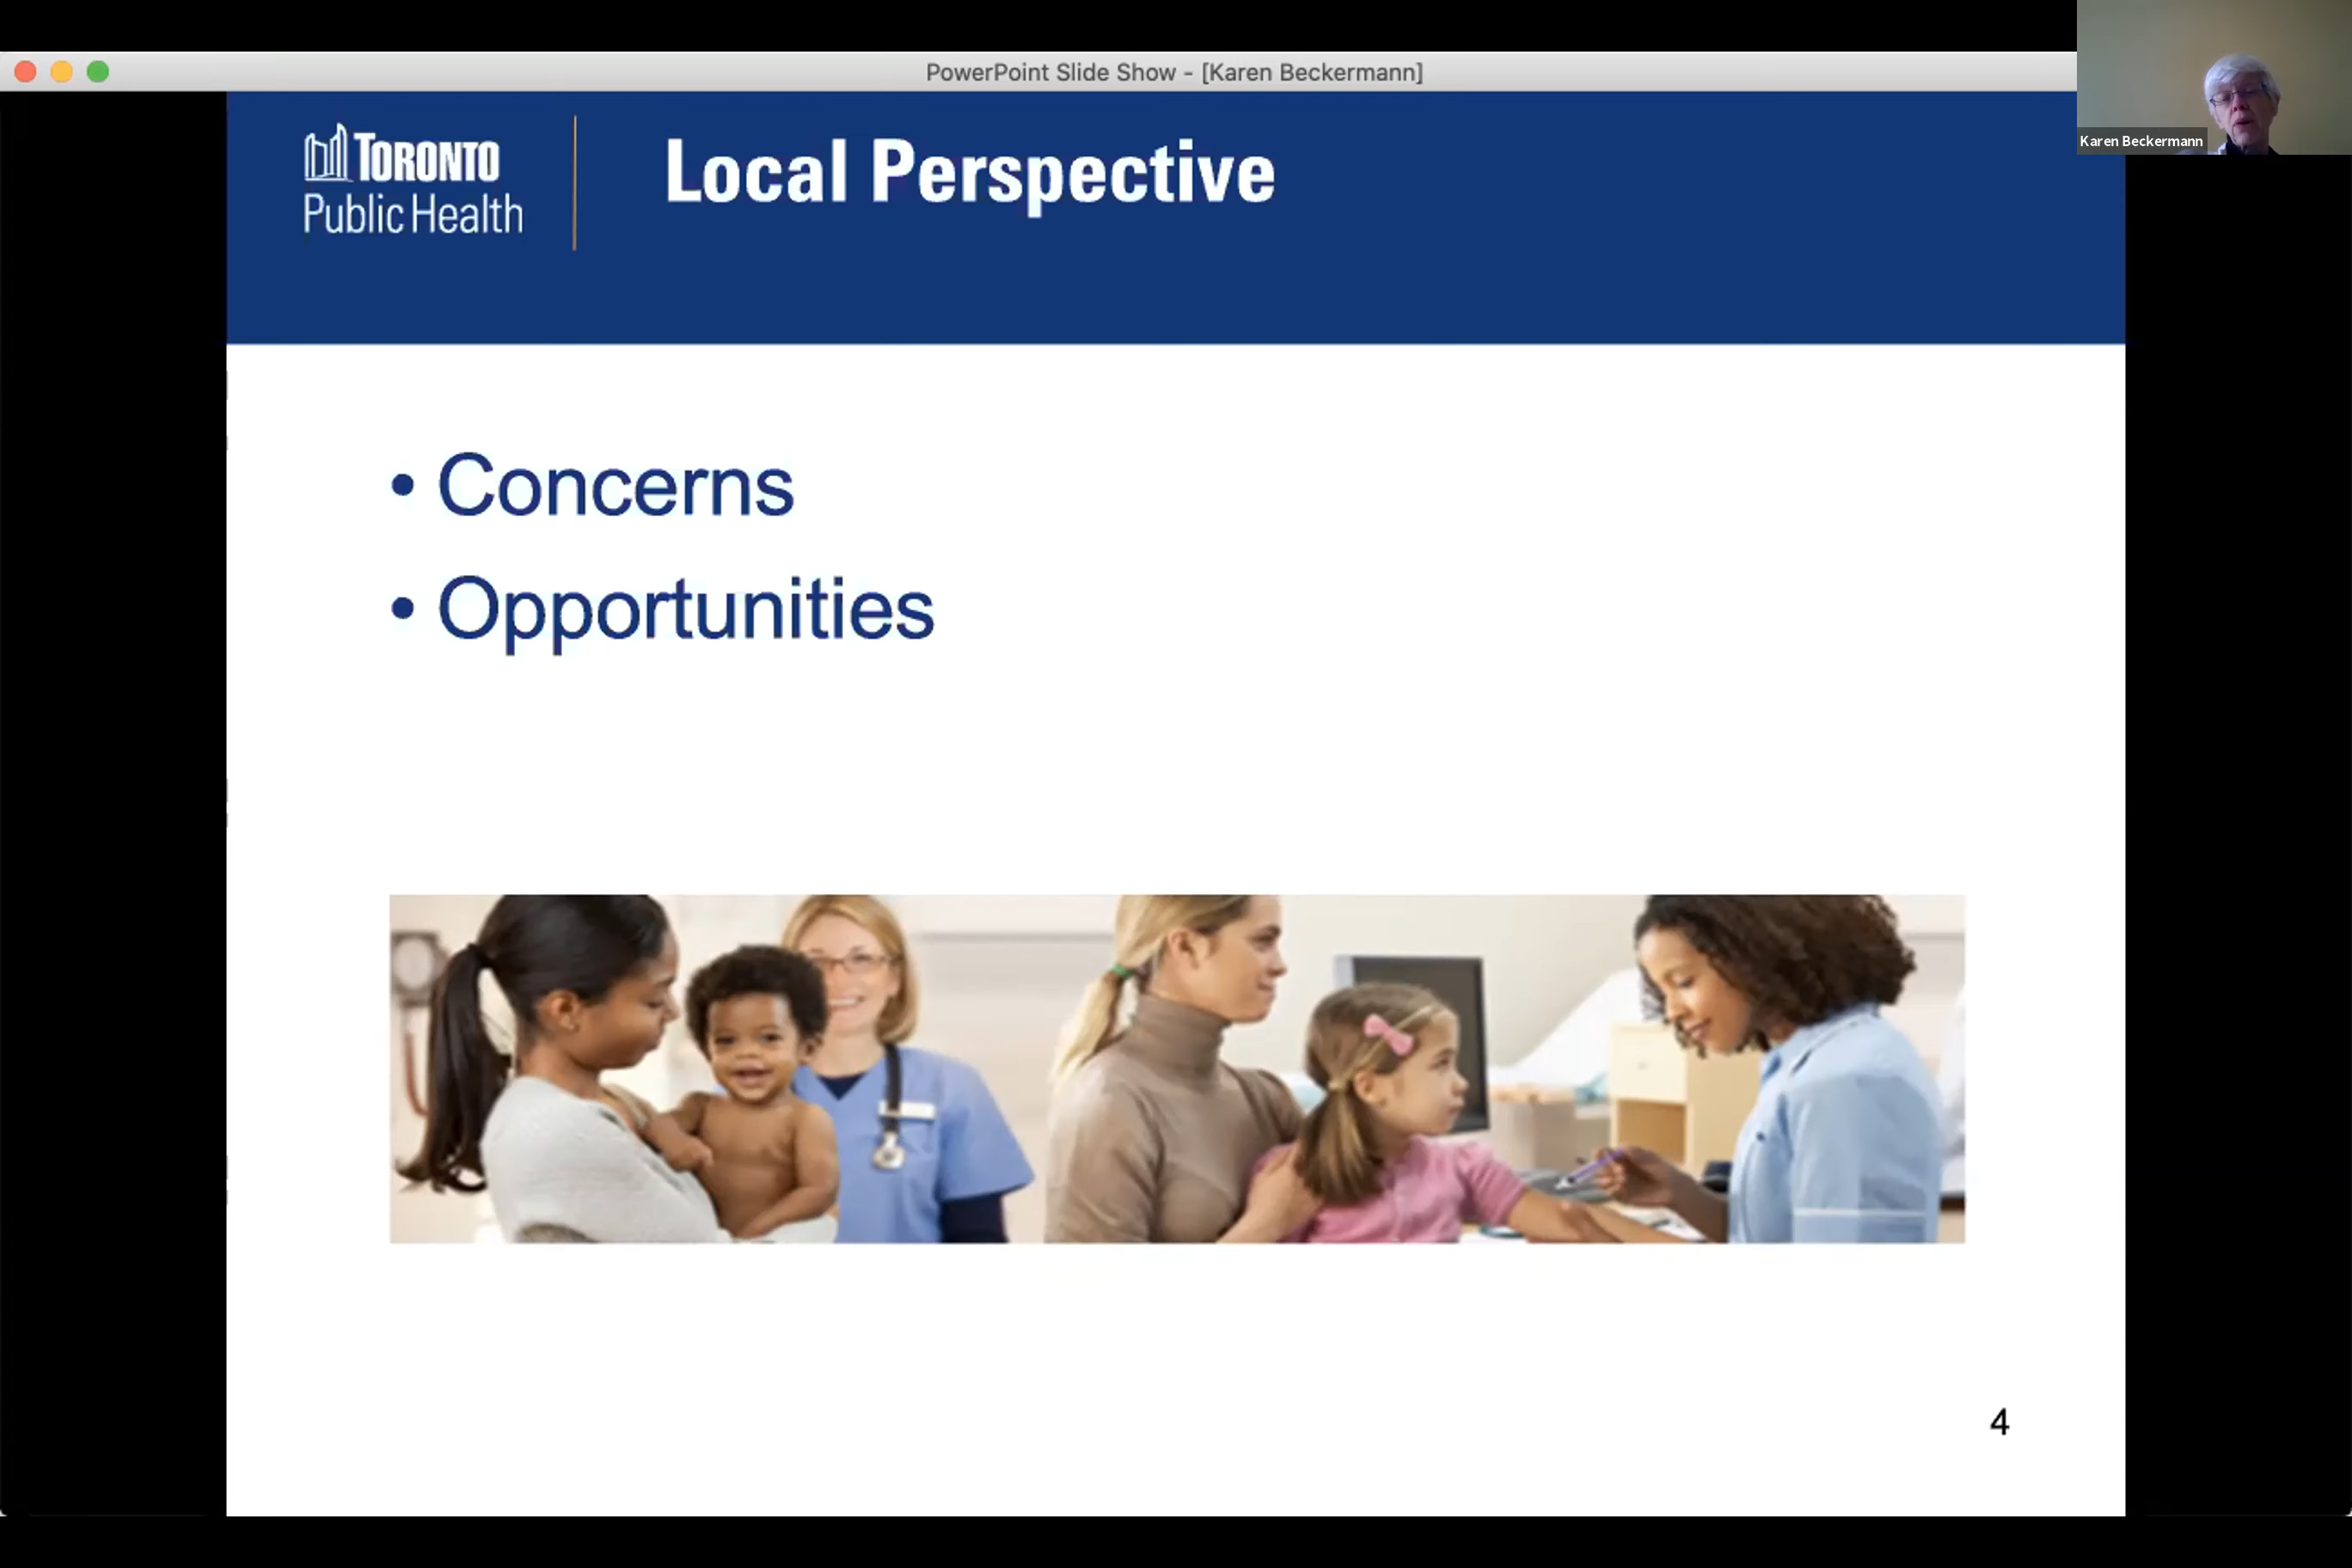 PowerPoint Slide Show - [Karen Beckermann]
Karen Beckermann
TORONTO
Public Health
Local Perspective
• Concerns
• Opportunities
4